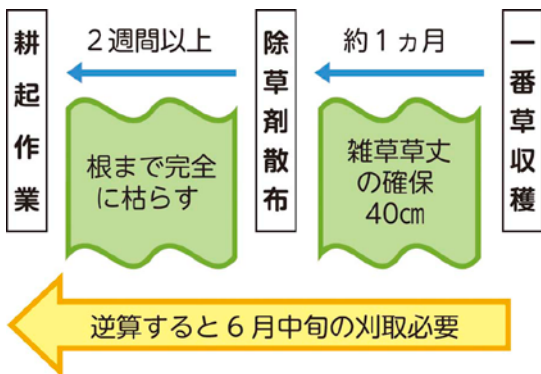 耕起作業
2週間以上
除草剤散布
約1ヵ月
一番草収穫
根まで完全
に枯らす
雑草草丈
の確保
40㎝
逆算すると6月中旬の刈取必要